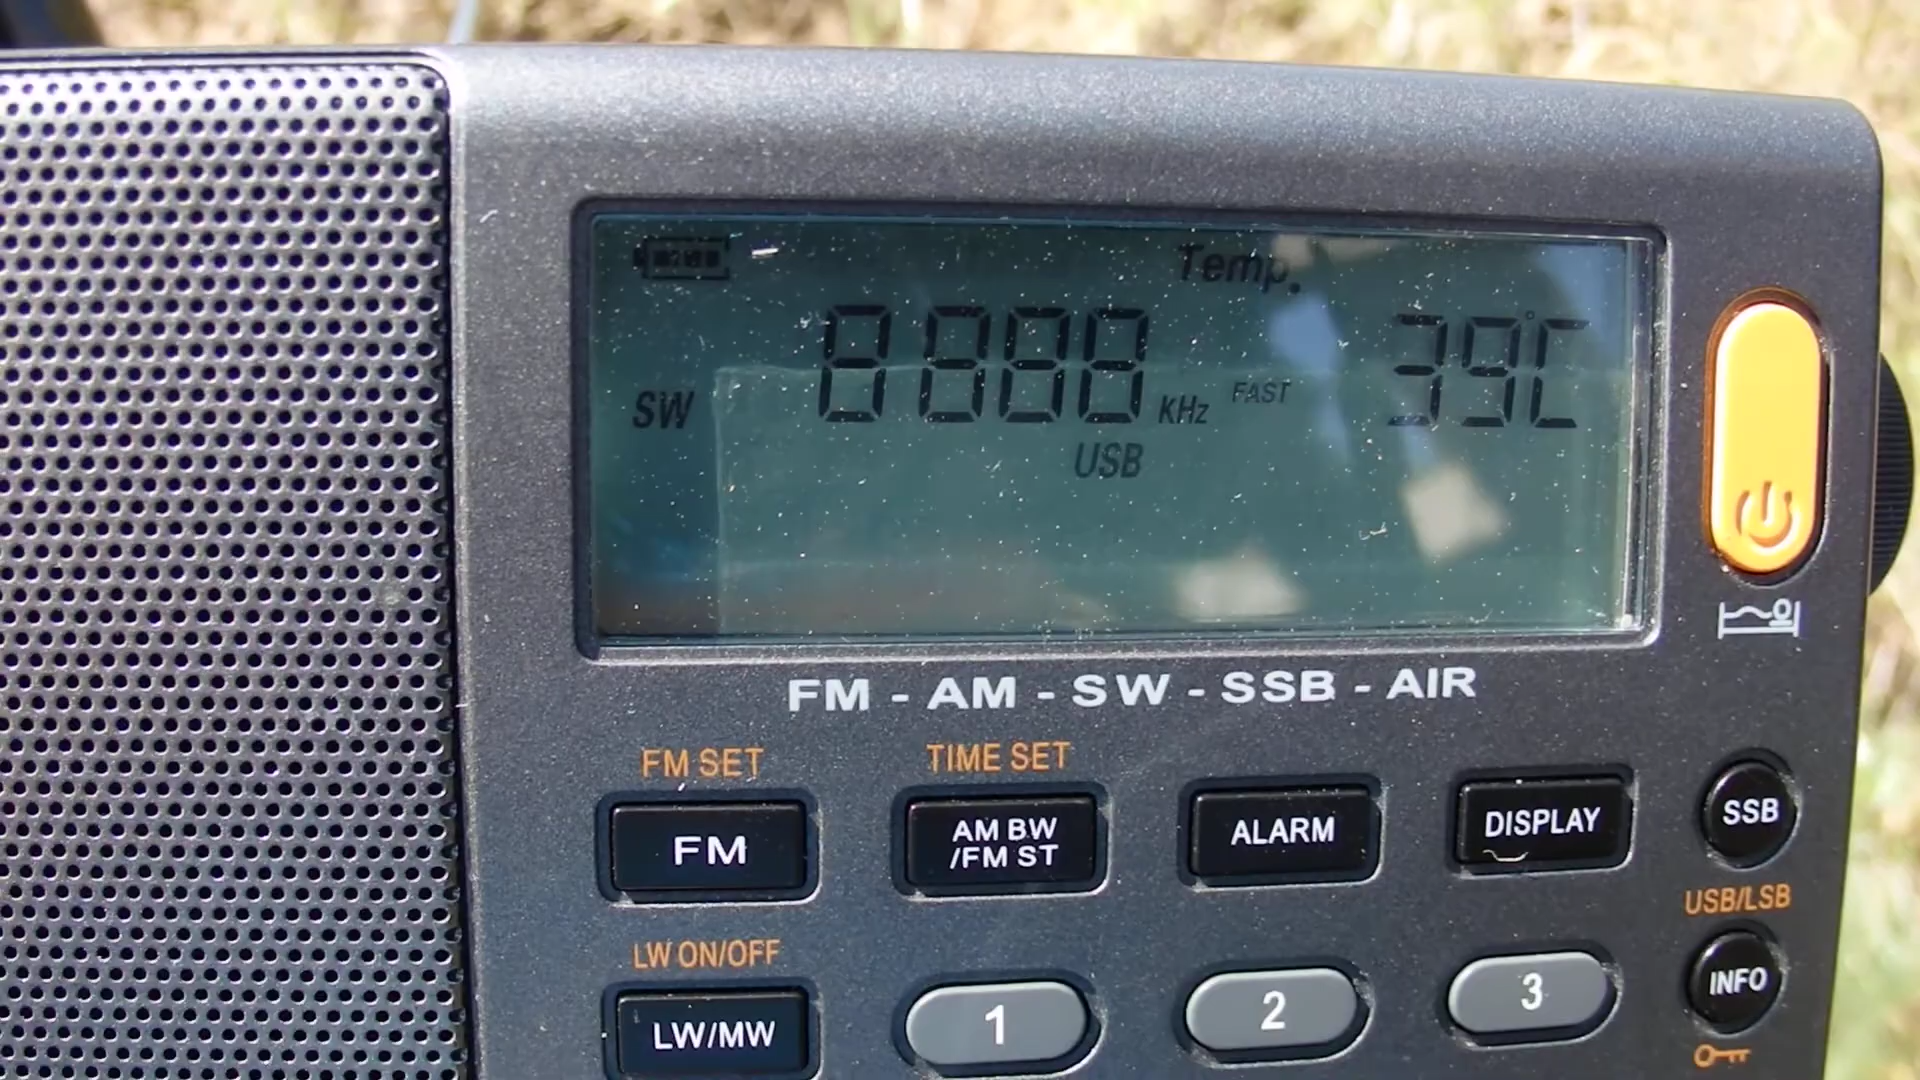 Temp.
SW 8888 KHz FAST 39°C
USB
FM - AM - SW - SSB - AIR
FM SET TIME SET
FM AM BW /FM ST ALARM DISPLAY SSB
USB/LSB
LW ON/OFF
LW/MW 1 2 3 INFO